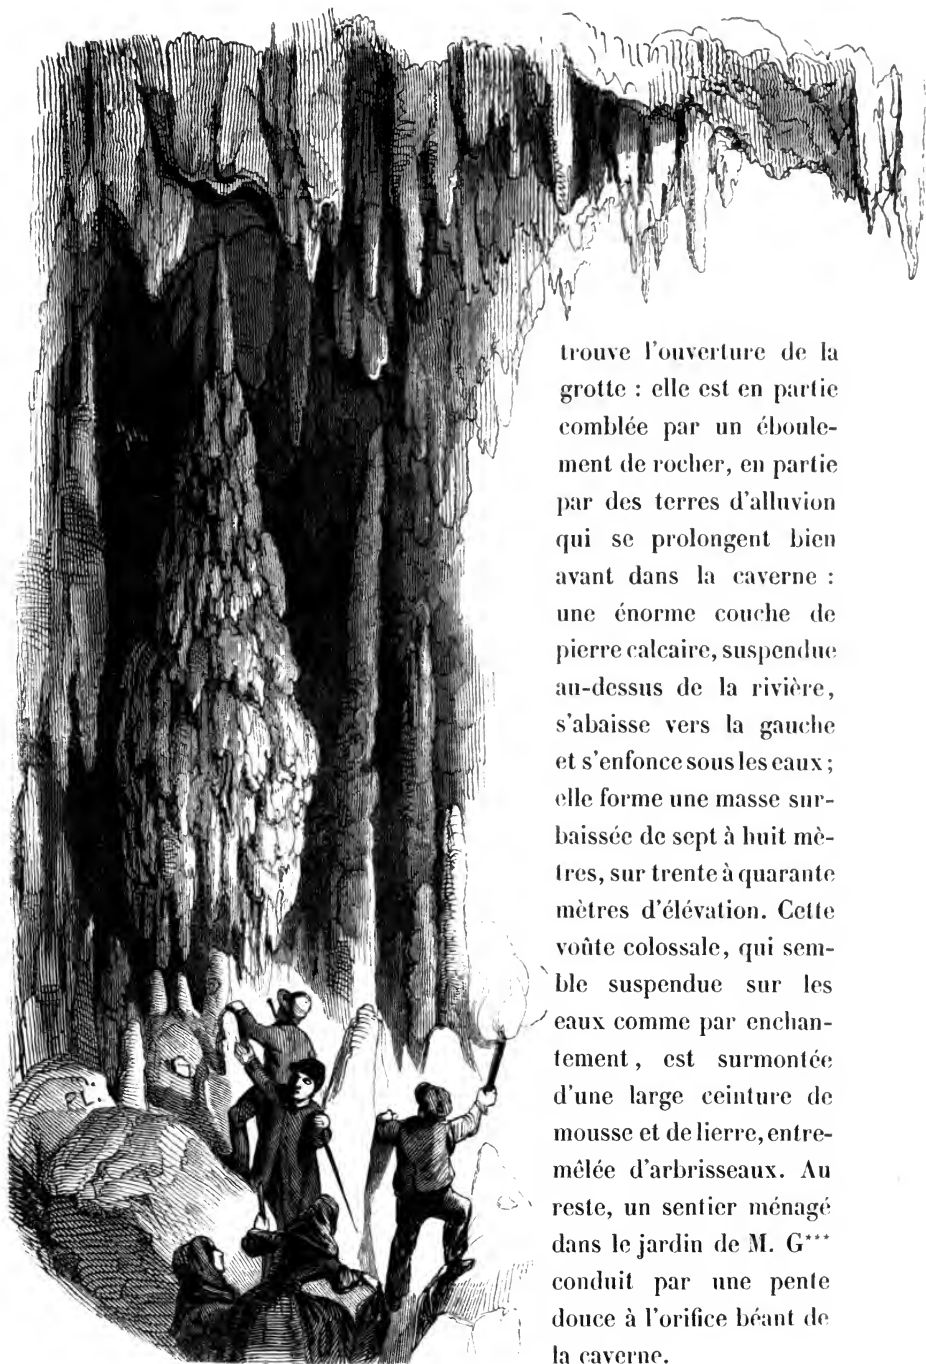 trouve l'ouverture de la
grotte : elle est en partie
comblée par un éboule-
ment de rocher, en partie
par des terres d'alluvion
qui se prolongent bien
avant dans la caverne :
une énorme couche de
pierre calcaire, suspendue
au-dessus de la rivière,
s'abaisse vers la gauche
et s'enfonce sous les eaux ;
elle forme une masse sur-
baissée de sept à huit mè-
tres, sur trente à quarante
mètres d'élévation. Cette
voûte colossale, qui sem-
ble suspendue sur les
eaux comme par enchan-
tement, est surmontée
d'une large ceinture de
mousse et de lierre, entre-
mêlée d'arbrisseaux. Au
reste, un sentier ménagé
dans le jardin de M. G***
conduit par une pente
douce à l'orifice béant de
la caverne.